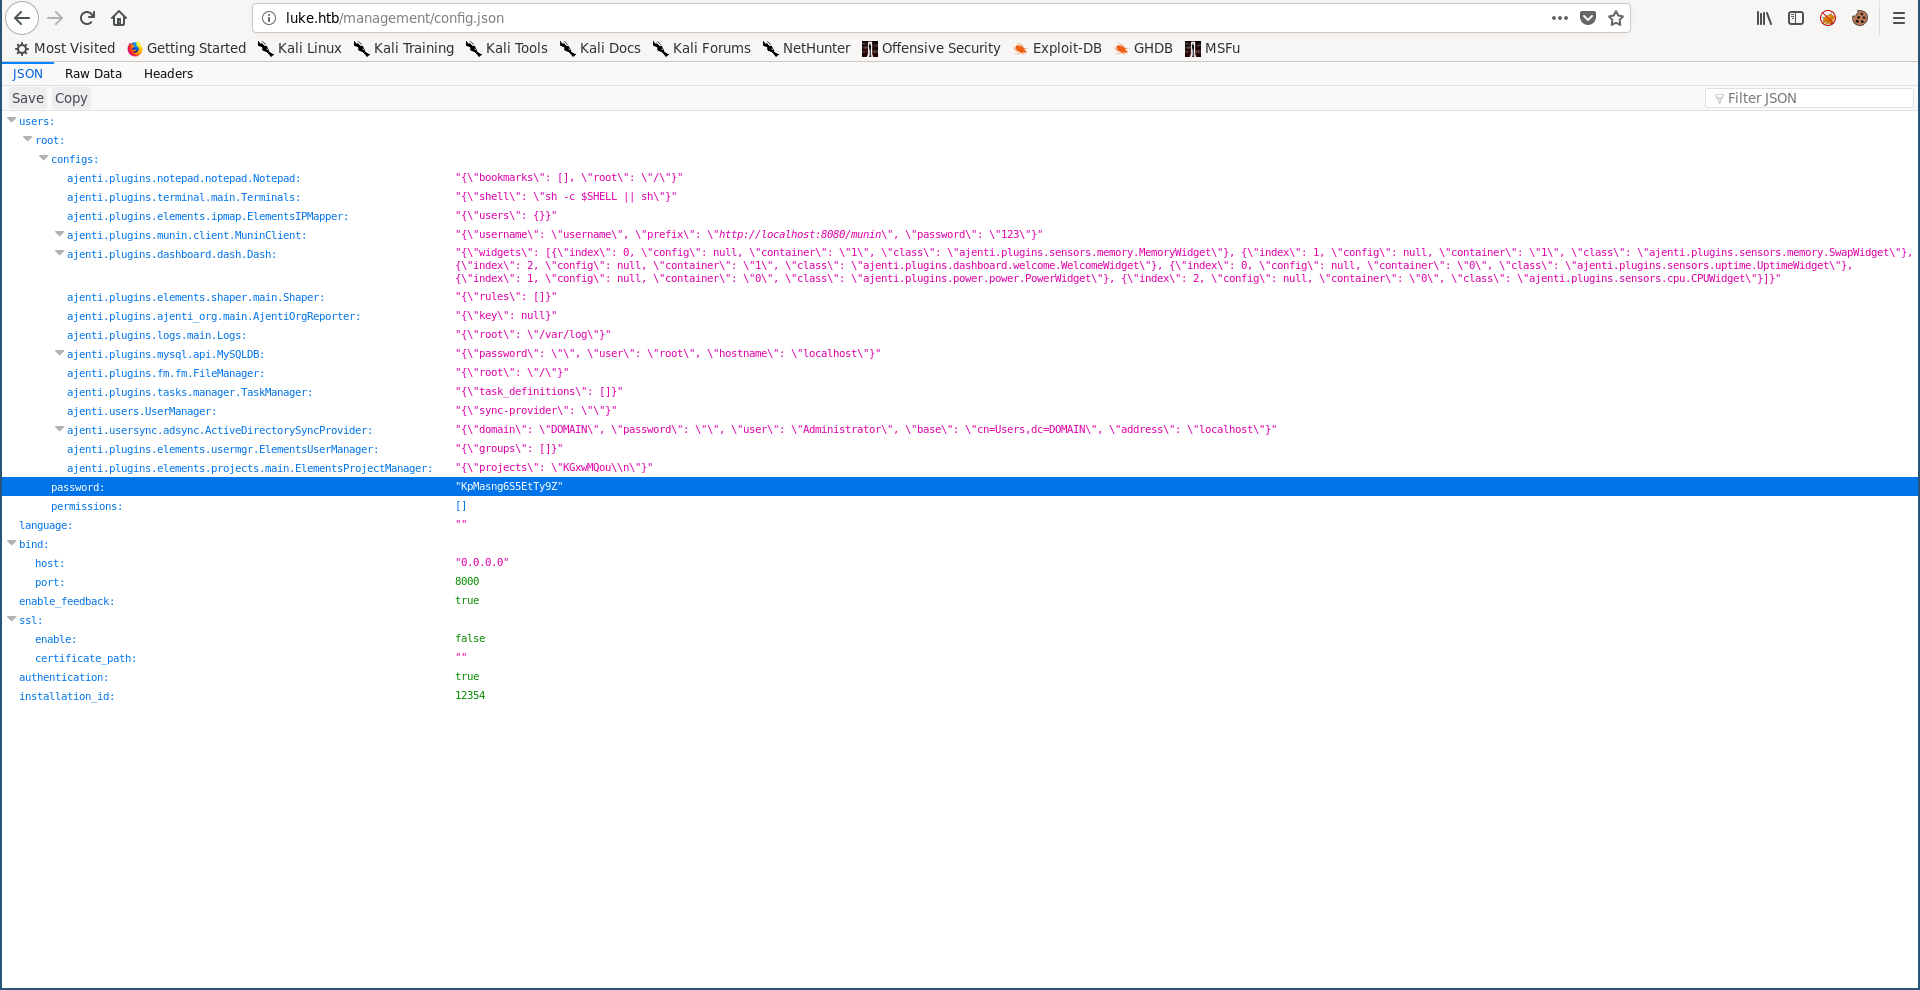 luke.htb/management/config.json
Most Visited Getting Started Kali Linux Kali Training Kali Tools Kali Docs Kali Forums NetHunter Offensive Security Exploit-DB GHDB MSFu
JSON Raw Data Headers
Save Copy Filter JSON
users:
root:
configs:
ajenti.plugins.notepad.notepad.Notepad: "{\"bookmarks\": [], \"root\": \"/\"}"
ajenti.plugins.terminal.main.Terminals: "{\"shell\": \"sh -c $SHELL || sh\"}"
ajenti.plugins.elements.ipmap.ElementsIPMapper: "{\"users\": {}}"
ajenti.plugins.munin.client.MuninClient: "{\"username\": \"username\", \"prefix\": \"http://localhost:8080/munin\", \"password\": \"123\"}"
ajenti.plugins.dashboard.dash.Dash: "{\"widgets\": [{\"index\": 0, \"config\": null, \"container\": \"1\", \"class\": \"ajenti.plugins.sensors.memory.MemoryWidget\"}, {\"index\": 1, \"config\": null, \"container\": \"1\", \"class\": \"ajenti.plugins.sensors.memory.SwapWidget\"},
{\"index\": 2, \"config\": null, \"container\": \"1\", \"class\": \"ajenti.plugins.dashboard.welcome.WelcomeWidget\"}, {\"index\": 0, \"config\": null, \"container\": \"0\", \"class\": \"ajenti.plugins.sensors.uptime.UptimeWidget\"},
{\"index\": 1, \"config\": null, \"container\": \"0\", \"class\": \"ajenti.plugins.power.power.PowerWidget\"}, {\"index\": 2, \"config\": null, \"container\": \"0\", \"class\": \"ajenti.plugins.sensors.cpu.CPUWidget\"}]}"
ajenti.plugins.elements.shaper.main.Shaper: "{\"rules\": []}"
ajenti.plugins.ajenti_org.main.AjentiOrgReporter: "{\"key\": null}"
ajenti.plugins.logs.main.Logs: "{\"root\": \"/var/log\"}"
ajenti.plugins.mysql.api.MySQLDB: "{\"password\": \"\", \"user\": \"root\", \"hostname\": \"localhost\"}"
ajenti.plugins.fm.fm.FileManager: "{\"root\": \"/\"}"
ajenti.plugins.tasks.manager.TaskManager: "{\"task_definitions\": []}"
ajenti.users.UserManager: "{\"sync-provider\": \"\"}"
ajenti.usersync.adsync.ActiveDirectorySyncProvider: "{\"domain\": \"DOMAIN\", \"password\": \"\", \"user\": \"Administrator\", \"base\": \"cn=Users,dc=DOMAIN\", \"address\": \"localhost\"}"
ajenti.plugins.elements.usermgr.ElementsUserManager: "{\"groups\": []}"
ajenti.plugins.elements.projects.main.ElementsProjectManager: "{\"projects\": \"KGxwMQou\\n\"}"
password: "KpMasng6S5EtTy9Z"
permissions: []
language: ""
bind:
host: "0.0.0.0"
port: 8000
enable_feedback: true
ssl:
enable: false
certificate_path: ""
authentication: true
installation_id: 12354